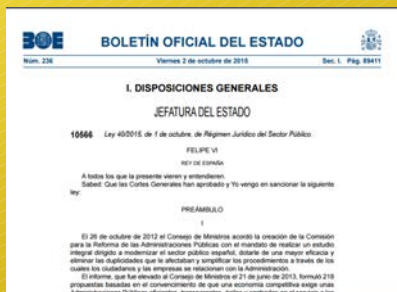 BOE BOLETÍN OFICIAL DEL ESTADO
Núm. 236 Viernes 2 de octubre de 2015 Sec. I. Pág. 89411
I. DISPOSICIONES GENERALES
JEFATURA DEL ESTADO
10566 Ley 40/2015, de 1 de octubre, de Régimen Jurídico del Sector Público.
FELIPE VI
REY DE ESPAÑA
A todos los que la presente vieren y entendieren.
Sabed: Que las Cortes Generales han aprobado y Yo vengo en sancionar la siguiente
ley:
PREÁMBULO
I
El 26 de octubre de 2012 el Consejo de Ministros acordó la creación de la Comisión
para la Reforma de las Administraciones Públicas con el mandato de realizar un estudio
integral dirigido a modernizar el sector público español, dotarle de una mayor eficacia y
eliminar las duplicidades que le afectaban y simplificar los procedimientos a través de los
cuales los ciudadanos y las empresas se relacionan con la Administración.
El informe, que fue elevado al Consejo de Ministros el 21 de junio de 2013, formuló 218
propuestas basadas en el convencimiento de que una economía competitiva exige unas